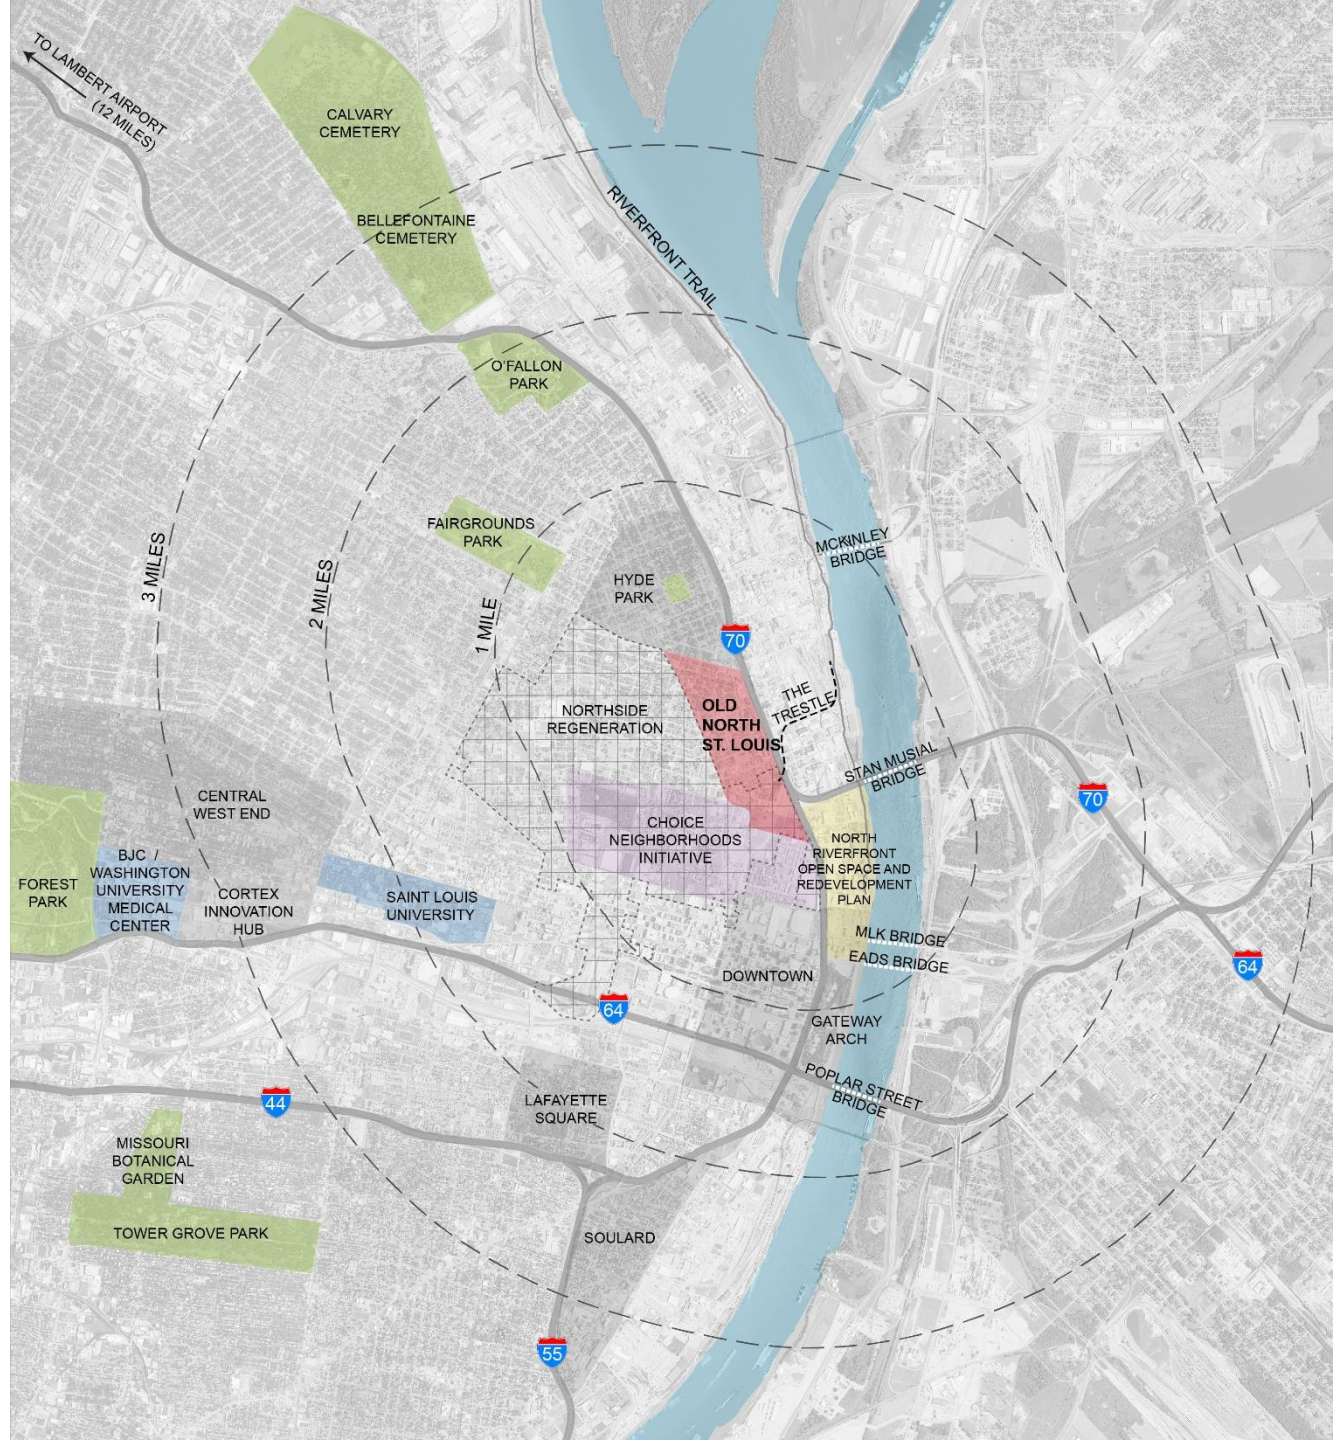 TO LAMBERT AIRPORT
(12 MILES)
CALVARY
CEMETERY
BELLEFONTAINE
CEMETERY
RIVERFRONT TRAIL
O'FALLON
PARK
FAIRGROUNDS
PARK
HYDE
PARK
MCKINLEY
BRIDGE
3 MILES
2 MILES
1 MILE
70
NORTHSIDE
REGENERATION
OLD
NORTH
ST. LOUIS
THE
TRESTLE
STAN MUSIAL
BRIDGE
70
CENTRAL
WEST END
CHOICE
NEIGHBORHOODS
INITIATIVE
NORTH
RIVERFRONT
OPEN SPACE AND
REDEVELOPMENT
PLAN
FOREST
PARK
BJC /
WASHINGTON
UNIVERSITY
MEDICAL
CENTER
CORTEX
INNOVATION
HUB
SAINT LOUIS
UNIVERSITY
MLK BRIDGE
EADS BRIDGE
64
DOWNTOWN
64
GATEWAY
ARCH
POPLAR STREET
BRIDGE
44
LAFAYETTE
SQUARE
MISSOURI
BOTANICAL
GARDEN
TOWER GROVE PARK
SOULARD
55